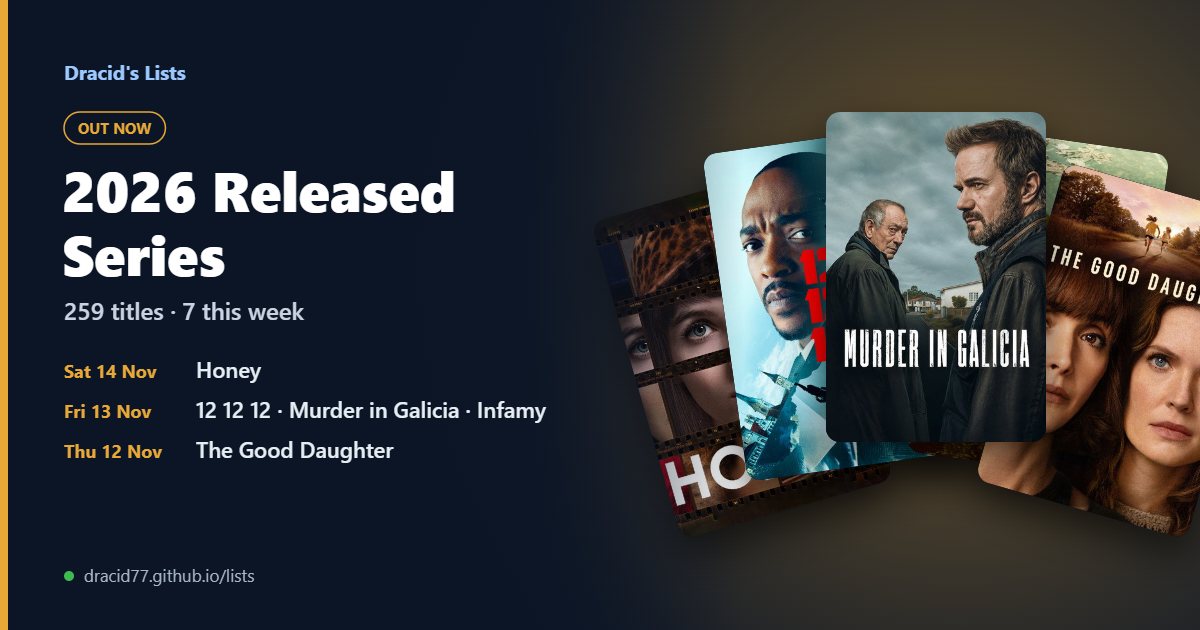 Dracid's Lists
OUT NOW
2026 Released
Series
259 titles · 7 this week
Sat 14 Nov Honey
Fri 13 Nov 12 12 12 · Murder in Galicia · Infamy
Thu 12 Nov The Good Daughter
dracid77.github.io/lists
HO
MURDER IN GALICIA
THE GOOD DAUG